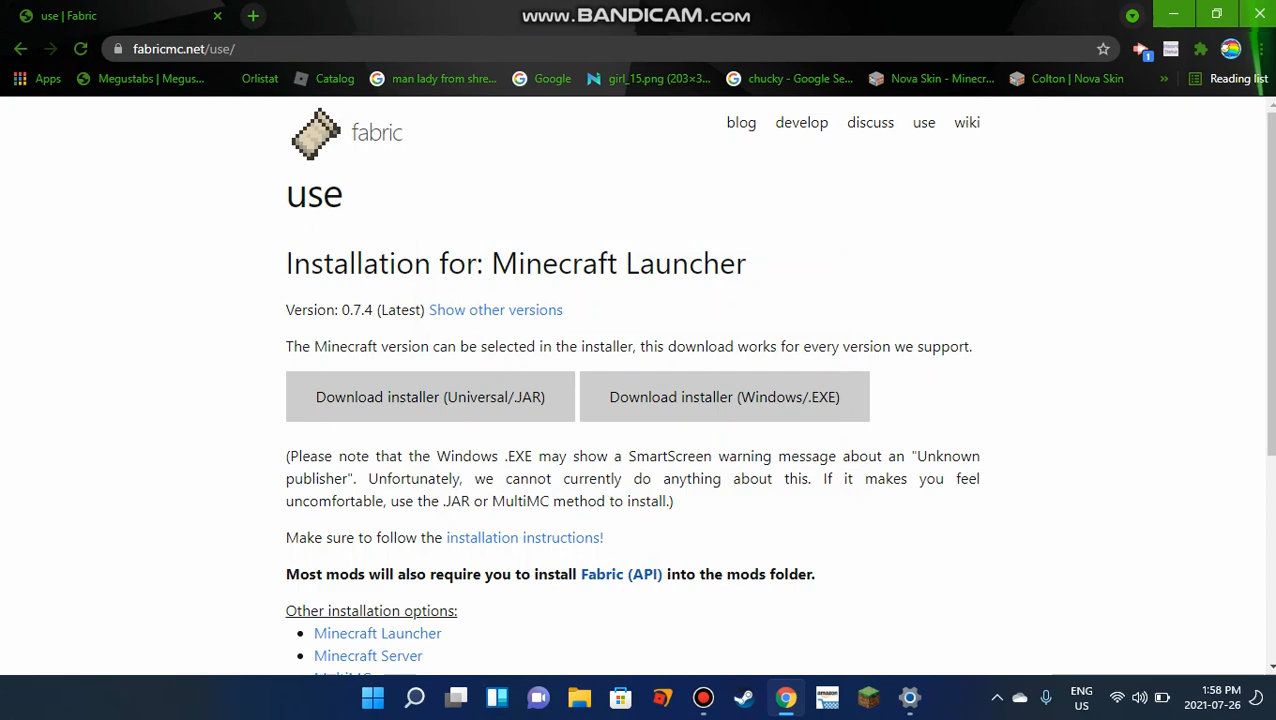 use | Fabric
www.BANDICAM.com
fabricmc.net/use/
Apps
Megustabs | Megus...
Orlistat
Catalog
man lady from shre...
Google
girl_15.png (203×3...
chucky - Google Se...
Nova Skin - Minecr...
Colton | Nova Skin
»
Reading list
fabric
blog develop discuss use wiki
use
Installation for: Minecraft Launcher
Version: 0.7.4 (Latest) Show other versions
The Minecraft version can be selected in the installer, this download works for every version we support.
Download installer (Universal/.JAR)
Download installer (Windows/.EXE)
(Please note that the Windows .EXE may show a SmartScreen warning message about an "Unknown
publisher". Unfortunately, we cannot currently do anything about this. If it makes you feel
uncomfortable, use the .JAR or MultiMC method to install.)
Make sure to follow the installation instructions!
Most mods will also require you to install Fabric (API) into the mods folder.
Other installation options:
Minecraft Launcher
Minecraft Server
MultiMC
amazon
ENG
US
1:58 PM
2021-07-26